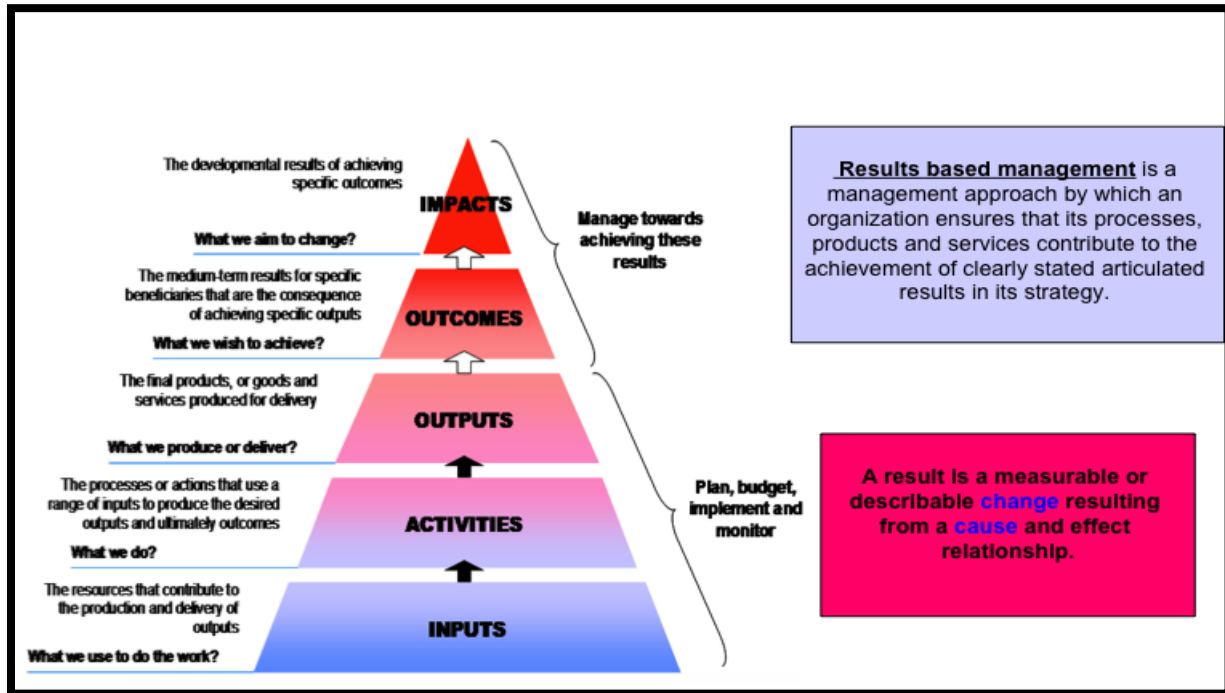 The developmental results of achieving
specific outcomes
IMPACTS
What we aim to change?
The medium-term results for specific
beneficiaries that are the consequence
of achieving specific outputs
OUTCOMES
What we wish to achieve?
The final products, or goods and
services produced for delivery
OUTPUTS
What we produce or deliver?
The processes or actions that use a
range of inputs to produce the desired
outputs and ultimately outcomes
ACTIVITIES
What we do?
The resources that contribute to
the production and delivery of
outputs
INPUTS
What we use to do the work?
Manage towards
achieving these
results
Plan, budget,
implement and
monitor
Results based management is a
management approach by which an
organization ensures that its processes,
products and services contribute to the
achievement of clearly stated articulated
results in its strategy.
A result is a measurable or
describable change resulting
from a cause and effect
relationship.